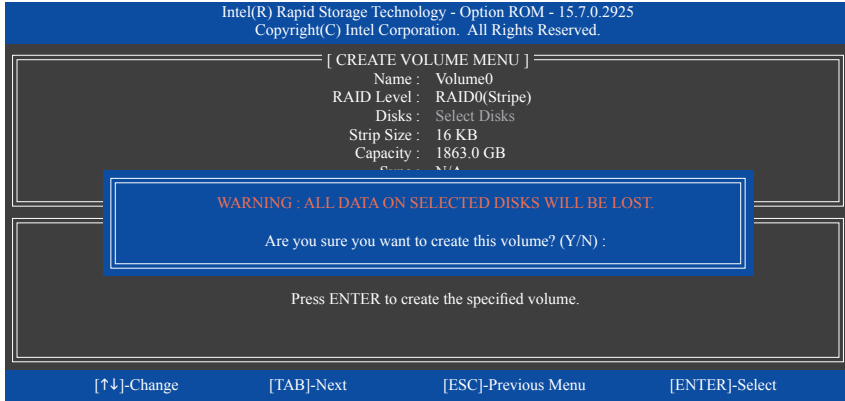 Intel(R) Rapid Storage Technology - Option ROM - 15.7.0.2925
Copyright(C) Intel Corporation.  All Rights Reserved.
[ CREATE VOLUME MENU ]
Name :   Volume0
RAID Level :   RAID0(Stripe)
Disks :   Select Disks
Strip Size :   16 KB
Capacity :   1863.0 GB
WARNING : ALL DATA ON SELECTED DISKS WILL BE LOST.
Are you sure you want to create this volume? (Y/N) :
Press ENTER to create the specified volume.
[↑↓]-Change   [TAB]-Next   [ESC]-Previous Menu   [ENTER]-Select